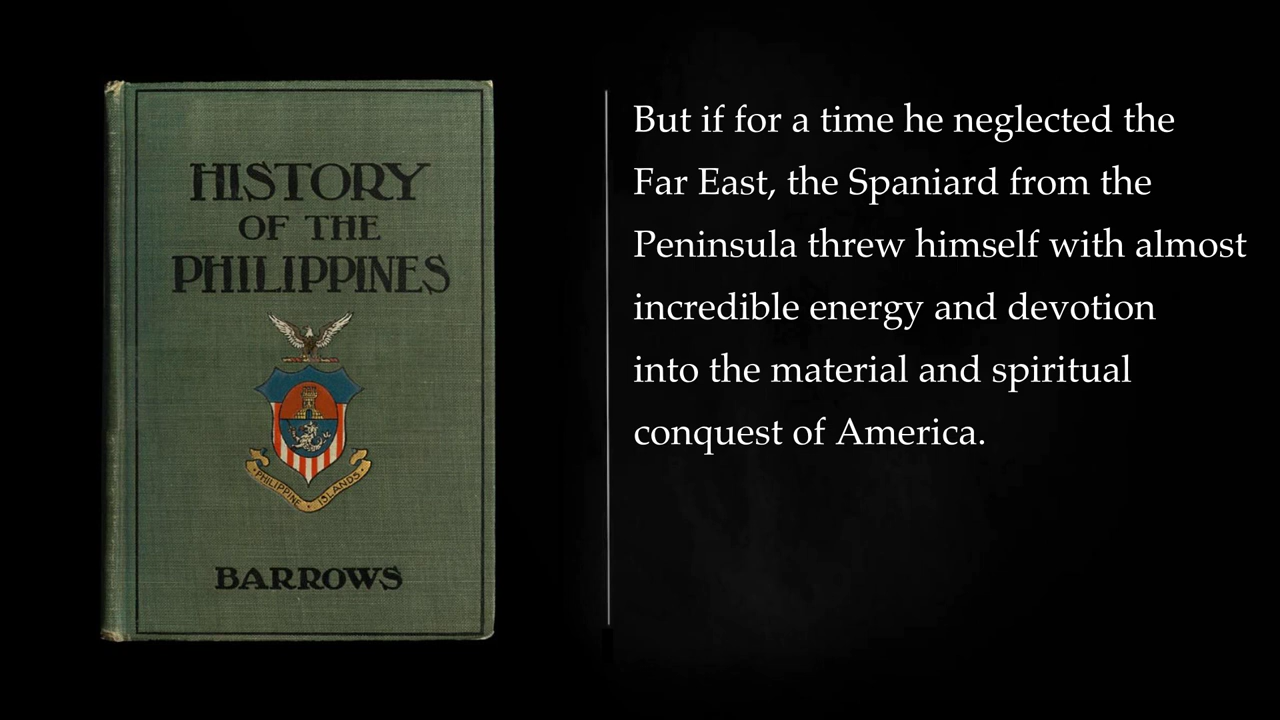 HISTORY
OF THE
PHILIPPINES
PHILIPPINE ISLANDS
BARROWS
But if for a time he neglected the
Far East, the Spaniard from the
Peninsula threw himself with almost
incredible energy and devotion
into the material and spiritual
conquest of America.